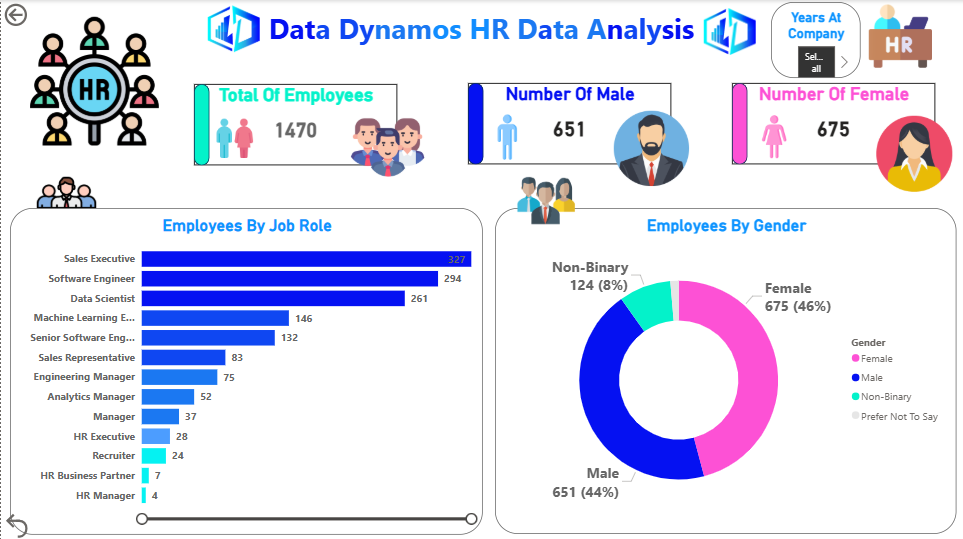 Data Dynamos HR Data Analysis
Years At
Company
Sel...
all
HR
HR
Total Of Employees
1470
Number Of Male
651
Number Of Female
675
Employees By Job Role
Sales Executive 327
Software Engineer 294
Data Scientist 261
Machine Learning E... 146
Senior Software Eng... 132
Sales Representative 83
Engineering Manager 75
Analytics Manager 52
Manager 37
HR Executive 28
Recruiter 24
HR Business Partner 7
HR Manager 4
Employees By Gender
Non-Binary
124 (8%)
Female
675 (46%)
Male
651 (44%)
Gender
Female
Male
Non-Binary
Prefer Not To Say